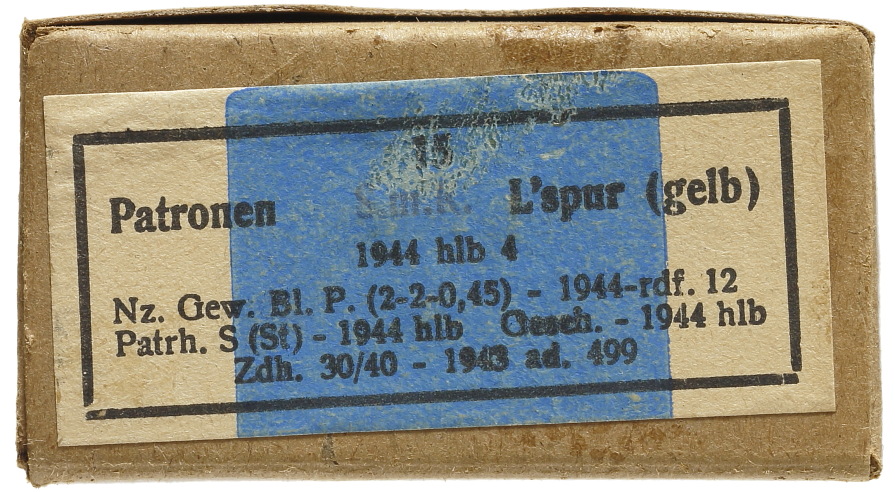 15
Patronen S.m.K. L'spur (gelb)
1944 hlb 4
Nz. Gew. Bl. P. (2-2-0,45) - 1944-rdf. 12
Patrh. S (St) - 1944 hlb Gesch. - 1944 hlb
Zdh. 30/40 - 1943 ad. 499